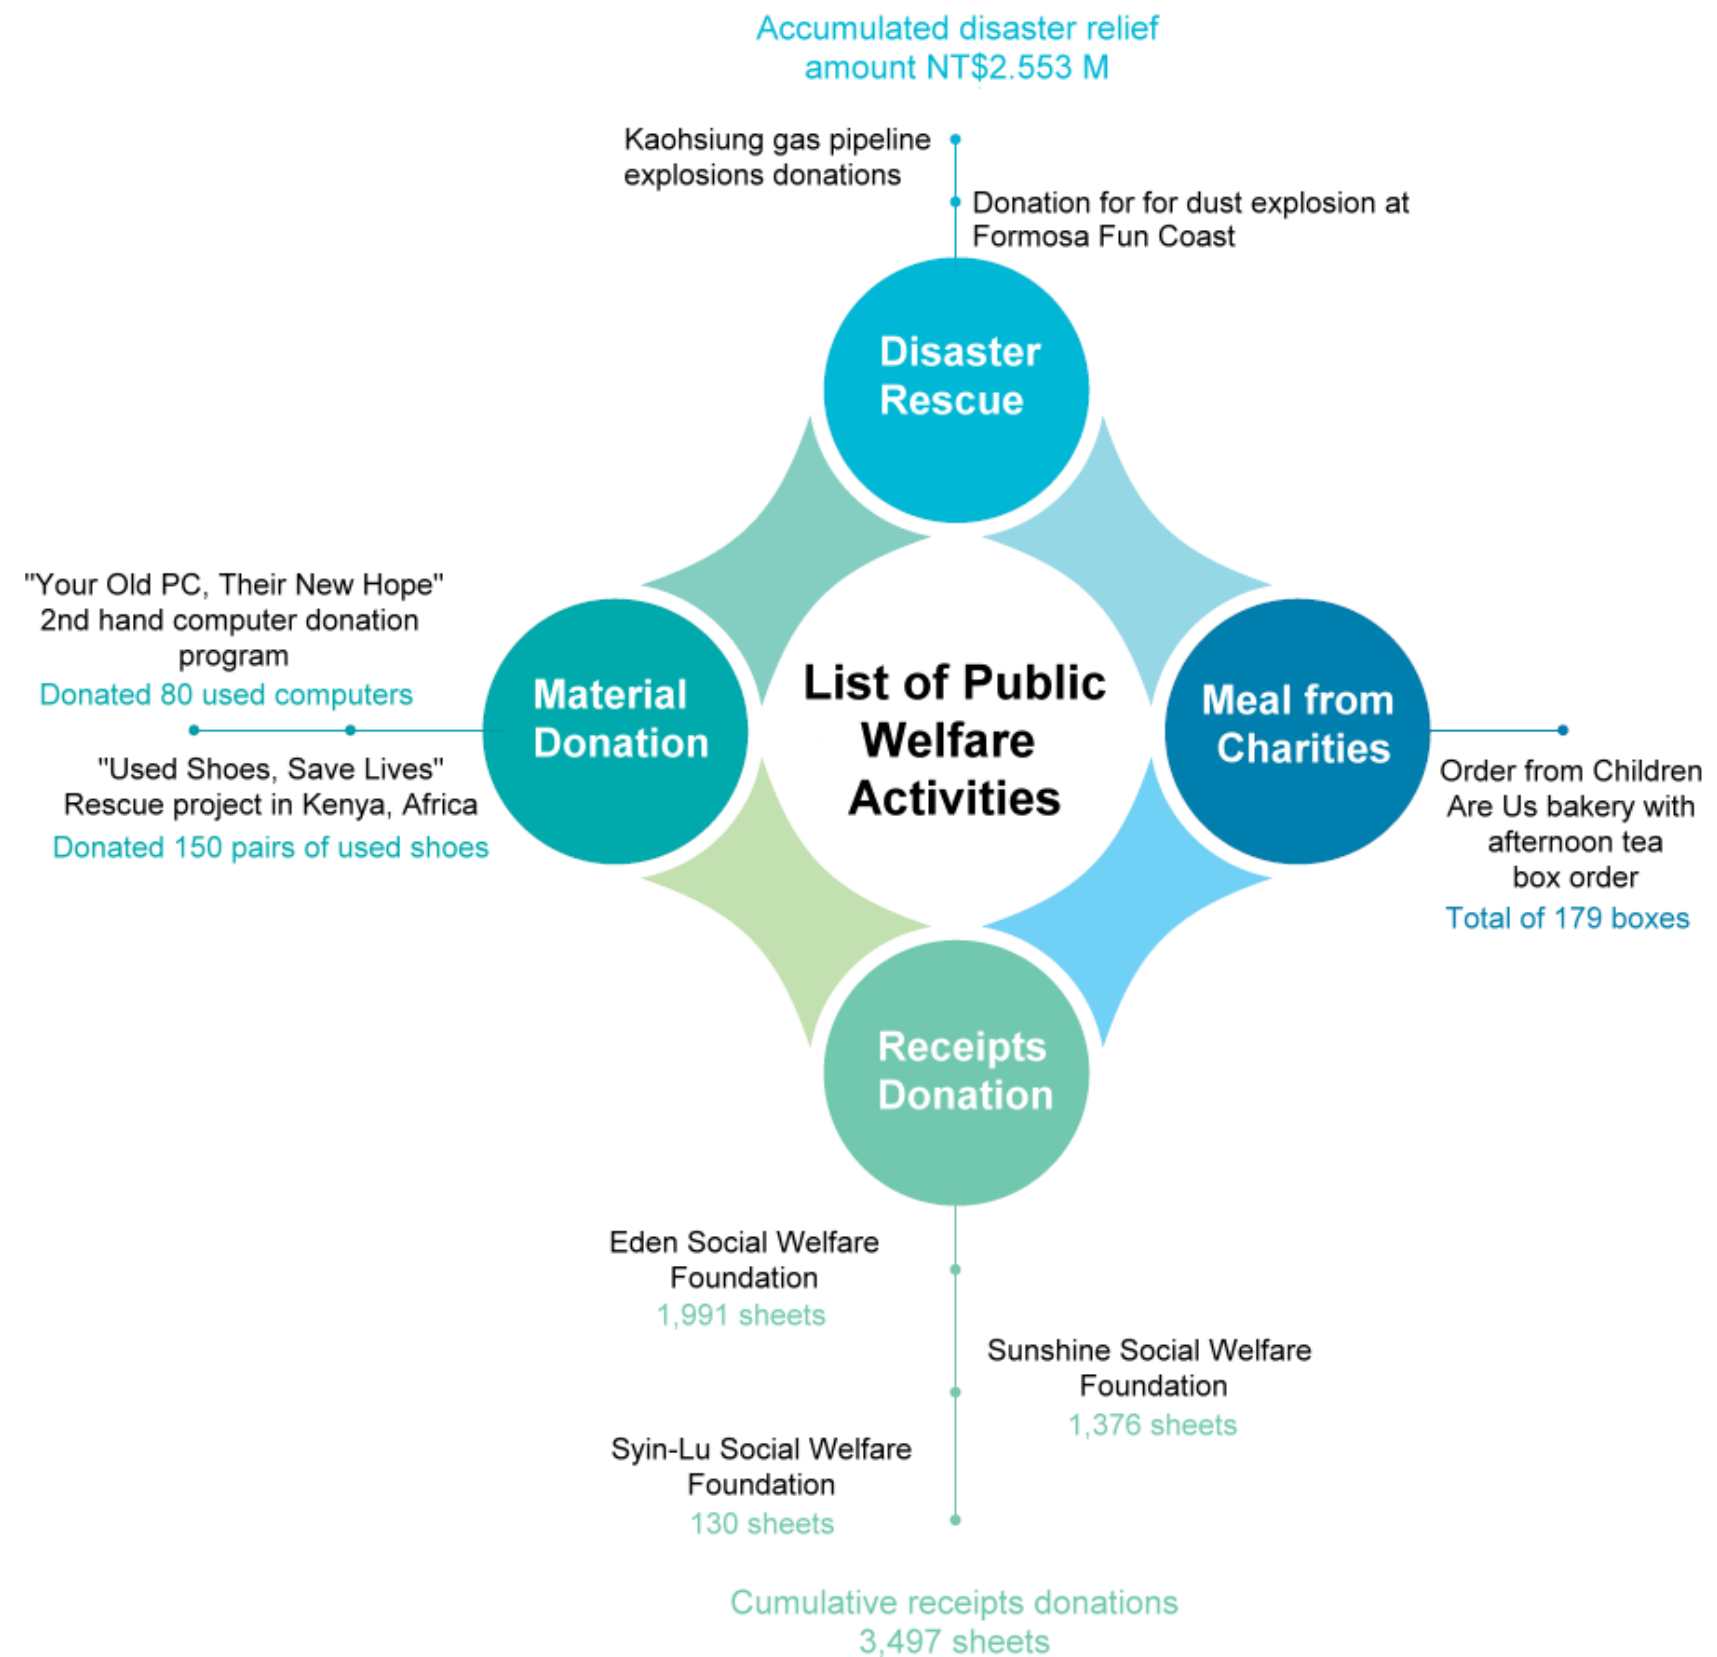 Accumulated disaster relief
amount NT$2.553 M
Kaohsiung gas pipeline
explosions donations
Donation for for dust explosion at
Formosa Fun Coast
Disaster
Rescue
"Your Old PC, Their New Hope"
2nd hand computer donation
program
Donated 80 used computers
"Used Shoes, Save Lives"
Rescue project in Kenya, Africa
Donated 150 pairs of used shoes
Material
Donation
List of Public
Welfare
Activities
Meal from
Charities
Order from Children
Are Us bakery with
afternoon tea
box order
Total of 179 boxes
Receipts
Donation
Eden Social Welfare
Foundation
1,991 sheets
Sunshine Social Welfare
Foundation
1,376 sheets
Syin-Lu Social Welfare
Foundation
130 sheets
Cumulative receipts donations
3,497 sheets